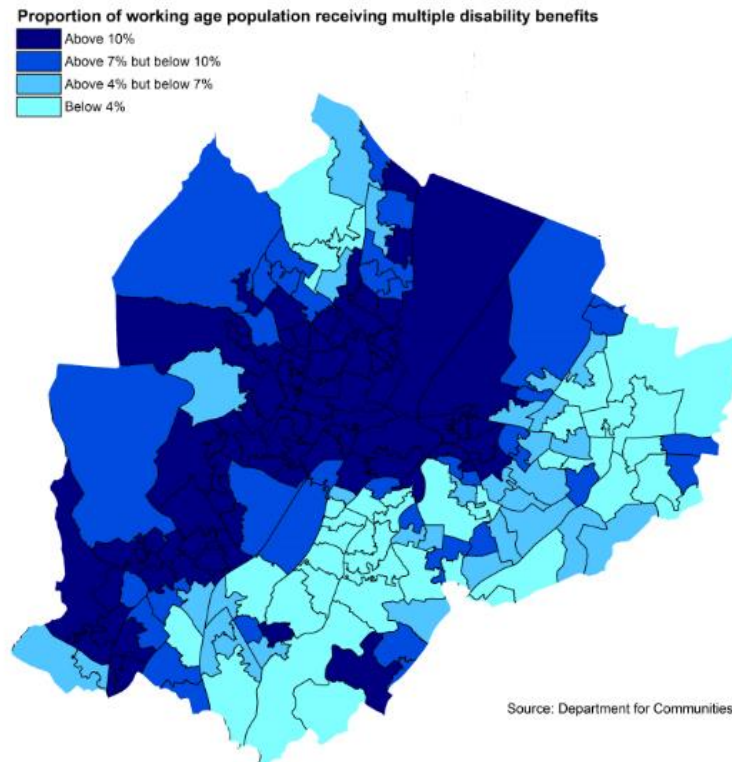 Proportion of working age population receiving multiple disability benefits
Above 10%
Above 7% but below 10%
Above 4% but below 7%
Below 4%
Source: Department for Communities